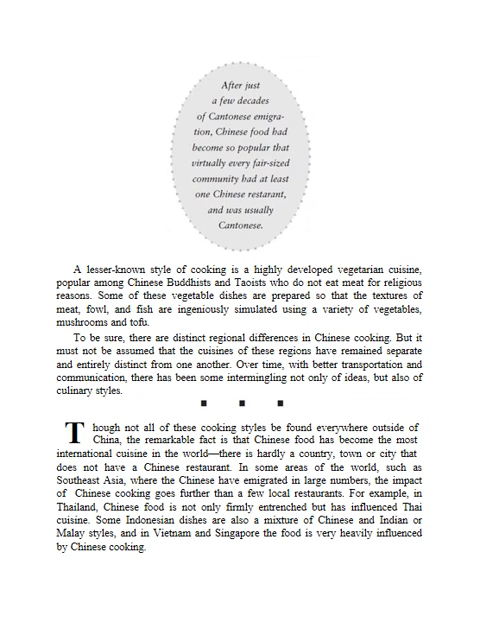 After just
a few decades
of Cantonese emigra-
tion, Chinese food had
become so popular that
virtually every fair-sized
community had at least
one Chinese restarant,
and was usually
Cantonese.
A lesser-known style of cooking is a highly developed vegetarian cuisine,
popular among Chinese Buddhists and Taoists who do not eat meat for religious
reasons. Some of these vegetable dishes are prepared so that the textures of
meat, fowl, and fish are ingeniously simulated using a variety of vegetables,
mushrooms and tofu.
To be sure, there are distinct regional differences in Chinese cooking. But it
must not be assumed that the cuisines of these regions have remained separate
and entirely distinct from one another. Over time, with better transportation and
communication, there has been some intermingling not only of ideas, but also of
culinary styles.
Though not all of these cooking styles be found everywhere outside of
China, the remarkable fact is that Chinese food has become the most
international cuisine in the world—there is hardly a country, town or city that
does not have a Chinese restaurant. In some areas of the world, such as
Southeast Asia, where the Chinese have emigrated in large numbers, the impact
of Chinese cooking goes further than a few local restaurants. For example, in
Thailand, Chinese food is not only firmly entrenched but has influenced Thai
cuisine. Some Indonesian dishes are also a mixture of Chinese and Indian or
Malay styles, and in Vietnam and Singapore the food is very heavily influenced
by Chinese cooking.